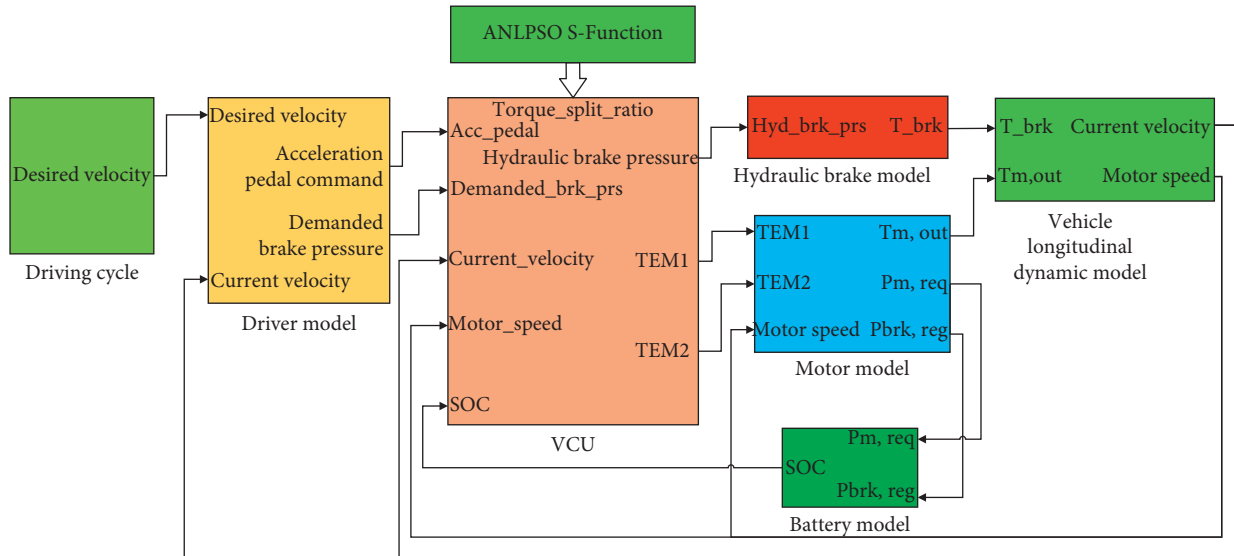 ANLPSO S-Function
Desired velocity
Driving cycle
Desired velocity
Acceleration
pedal command
Demanded
brake pressure
Current velocity
Driver model
Torque_split_ratio
Acc_pedal
Hydraulic brake pressure
Demanded_brk_prs
Current_velocity
TEM1
Motor_speed
TEM2
SOC
VCU
Hyd_brk_prs
T_brk
Hydraulic brake model
TEM1
Tm, out
TEM2
Pm, req
Motor speed
Pbrk, reg
Motor model
Pm, req
SOC
Pbrk, reg
Battery model
T_brk
Current velocity
Tm,out
Motor speed
Vehicle
longitudinal
dynamic model